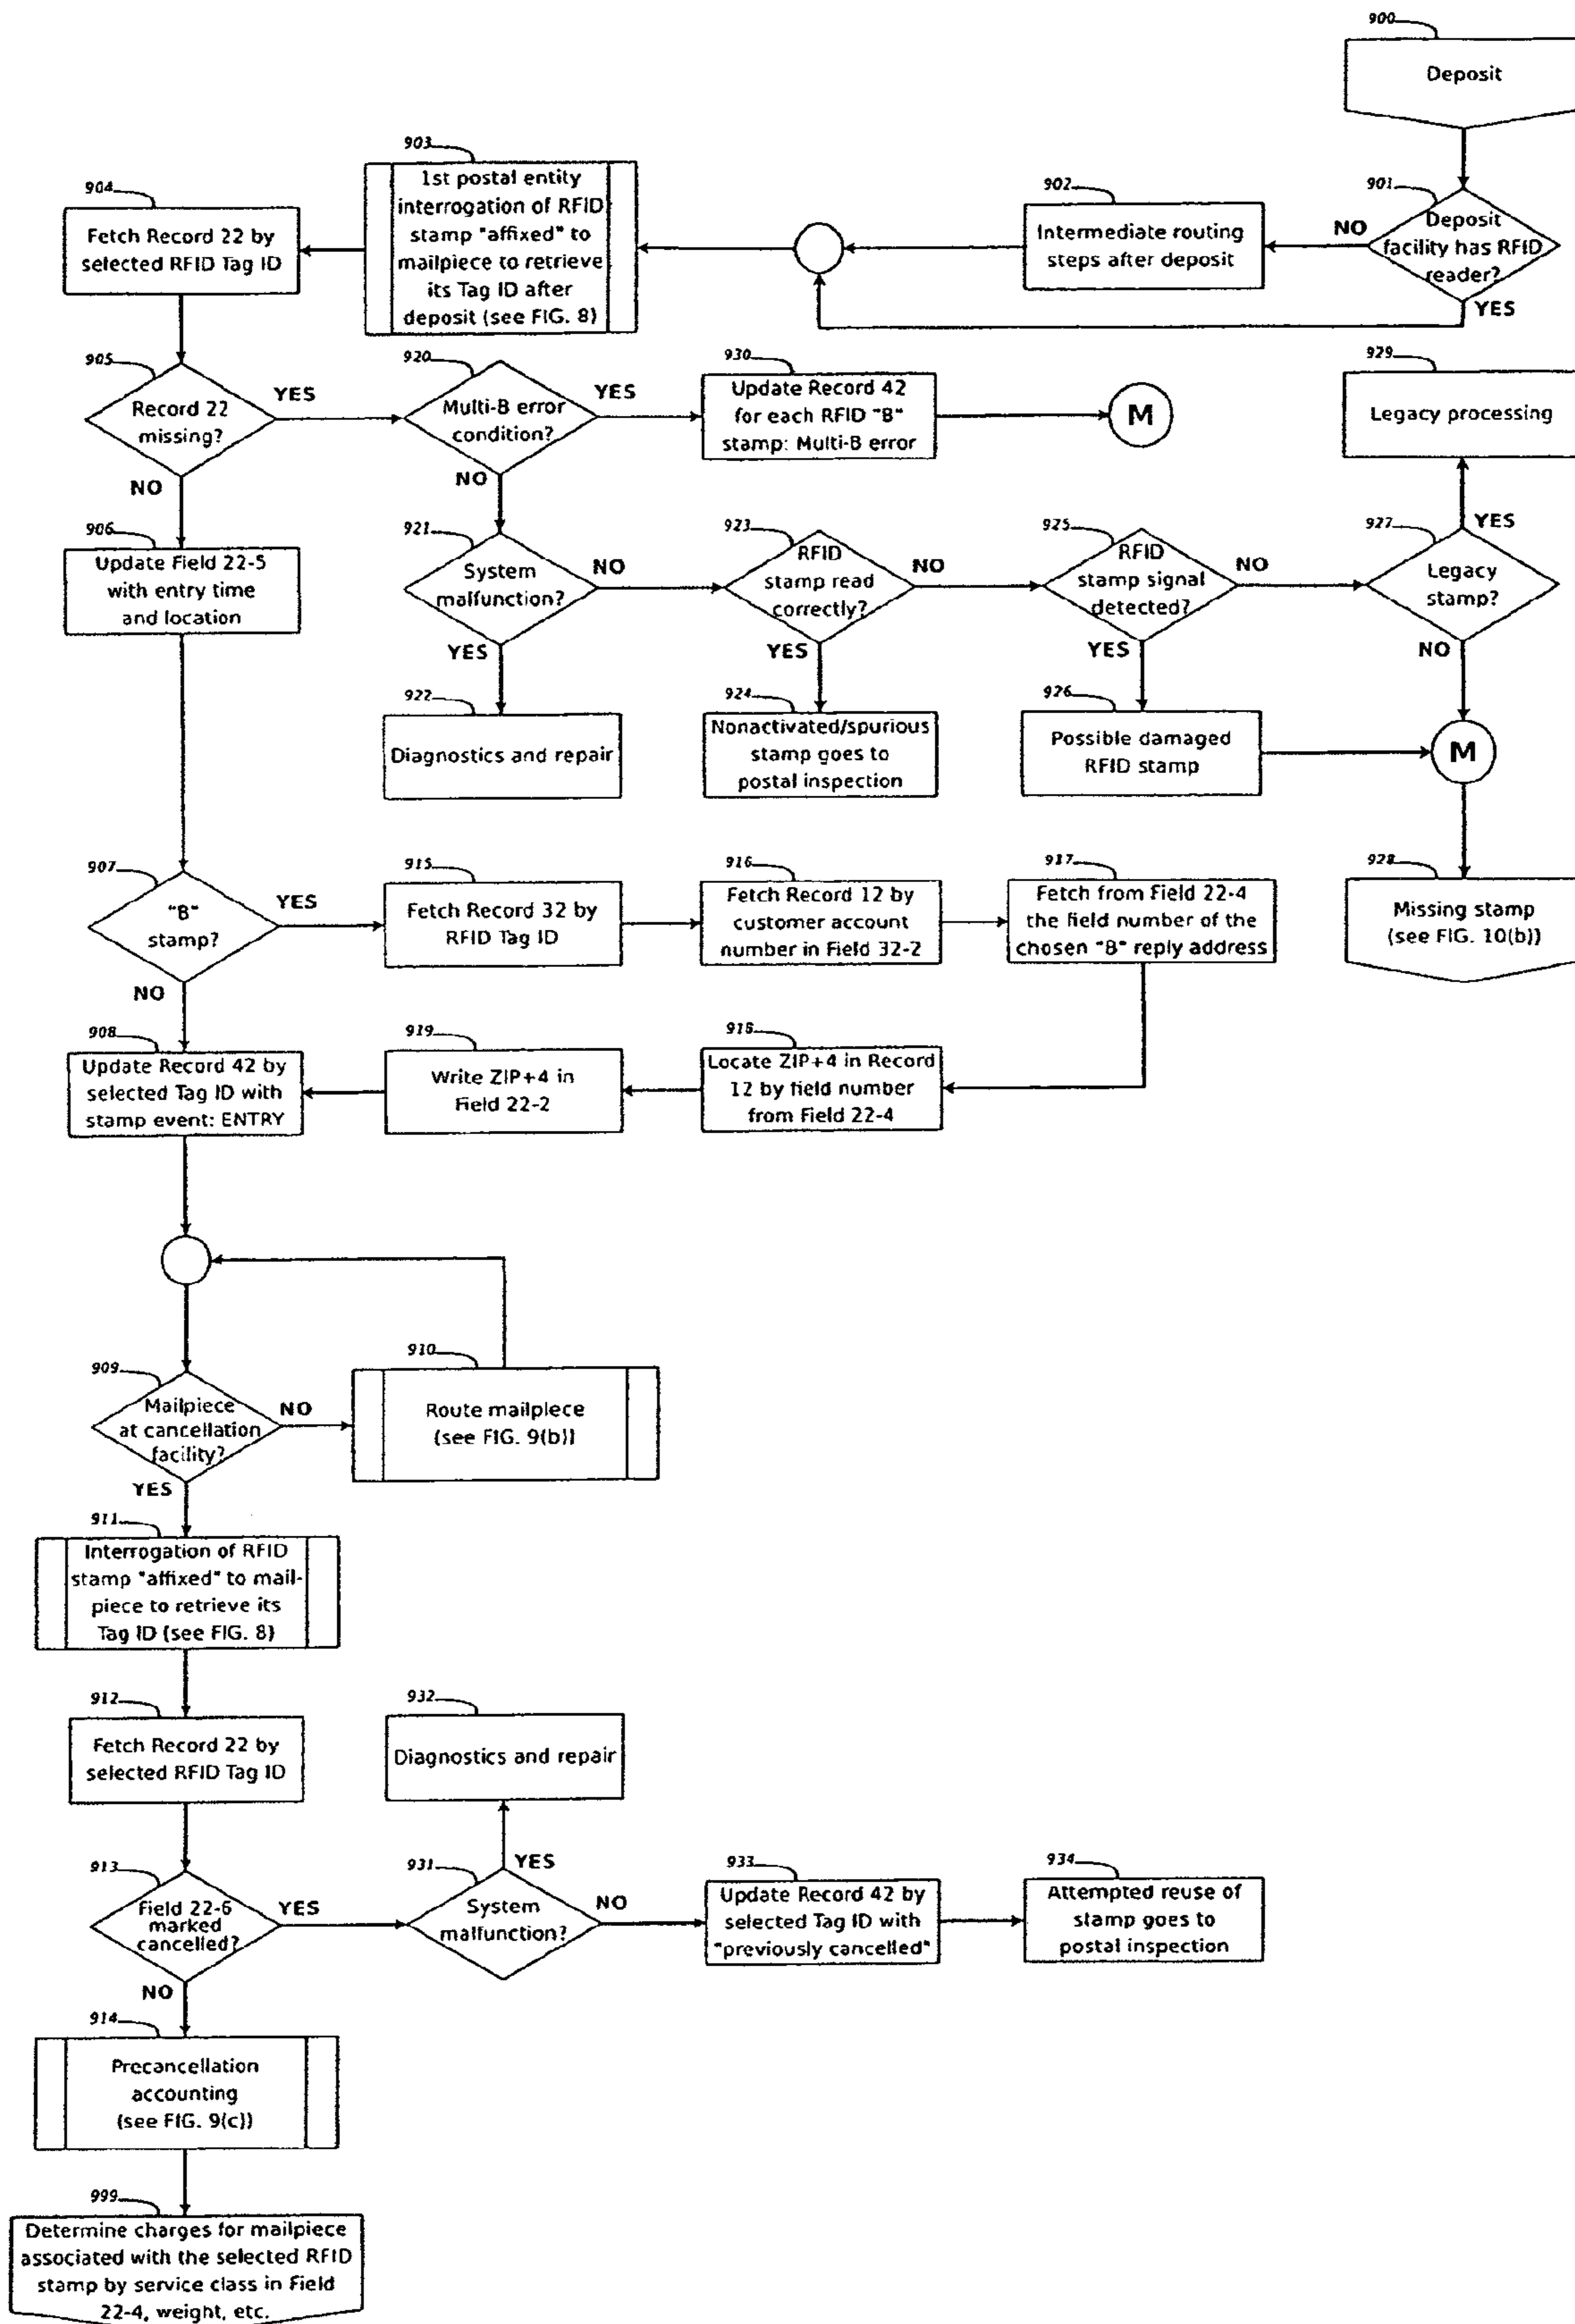 900
Deposit
901
Deposit
facility has RFID
reader?
NO
YES
902
Intermediate routing
steps after deposit
903
1st postal entity
interrogation of RFID
stamp "affixed" to
mailpiece to retrieve
its Tag ID after
deposit (see FIG. 8)
904
Fetch Record 22 by
selected RFID Tag ID
905
Record 22
missing?
YES
NO
920
Multi-B error
condition?
YES
NO
930
Update Record 42
for each RFID "B"
stamp: Multi-B error
M
929
Legacy processing
906
Update Field 22-5
with entry time
and location
921
System
malfunction?
NO
YES
923
RFID
stamp read
correctly?
NO
YES
925
RFID
stamp signal
detected?
NO
YES
927
YES
Legacy
stamp?
NO
922
Diagnostics and repair
924
Nonactivated/spurious
stamp goes to
postal inspection
926
Possible damaged
RFID stamp
M
928
Missing stamp
(see FIG. 10(b))
907
"B"
stamp?
YES
NO
915
Fetch Record 32 by
RFID Tag ID
916
Fetch Record 12 by
customer account
number in Field 32-2
917
Fetch from Field 22-4
the field number of the
chosen "B" reply address
908
Update Record 42 by
selected Tag ID with
stamp event: ENTRY
919
Write ZIP+4 in
Field 22-2
918
Locate ZIP+4 in Record
12 by field number
from Field 22-4
909
Mailpiece
at cancellation
facility?
NO
YES
910
Route mailpiece
(see FIG. 9(b))
911
Interrogation of RFID
stamp "affixed" to mail-
piece to retrieve its
Tag ID (see FIG. 8)
912
Fetch Record 22 by
selected RFID Tag ID
932
Diagnostics and repair
913
Field 22-6
marked
cancelled?
YES
NO
931
YES
System
malfunction?
NO
933
Update Record 42 by
selected Tag ID with
"previously cancelled"
934
Attempted reuse of
stamp goes to
postal inspection
914
Precancellation
accounting
(see FIG. 9(c))
999
Determine charges for mailpiece
associated with the selected RFID
stamp by service class in Field
22-4, weight, etc.